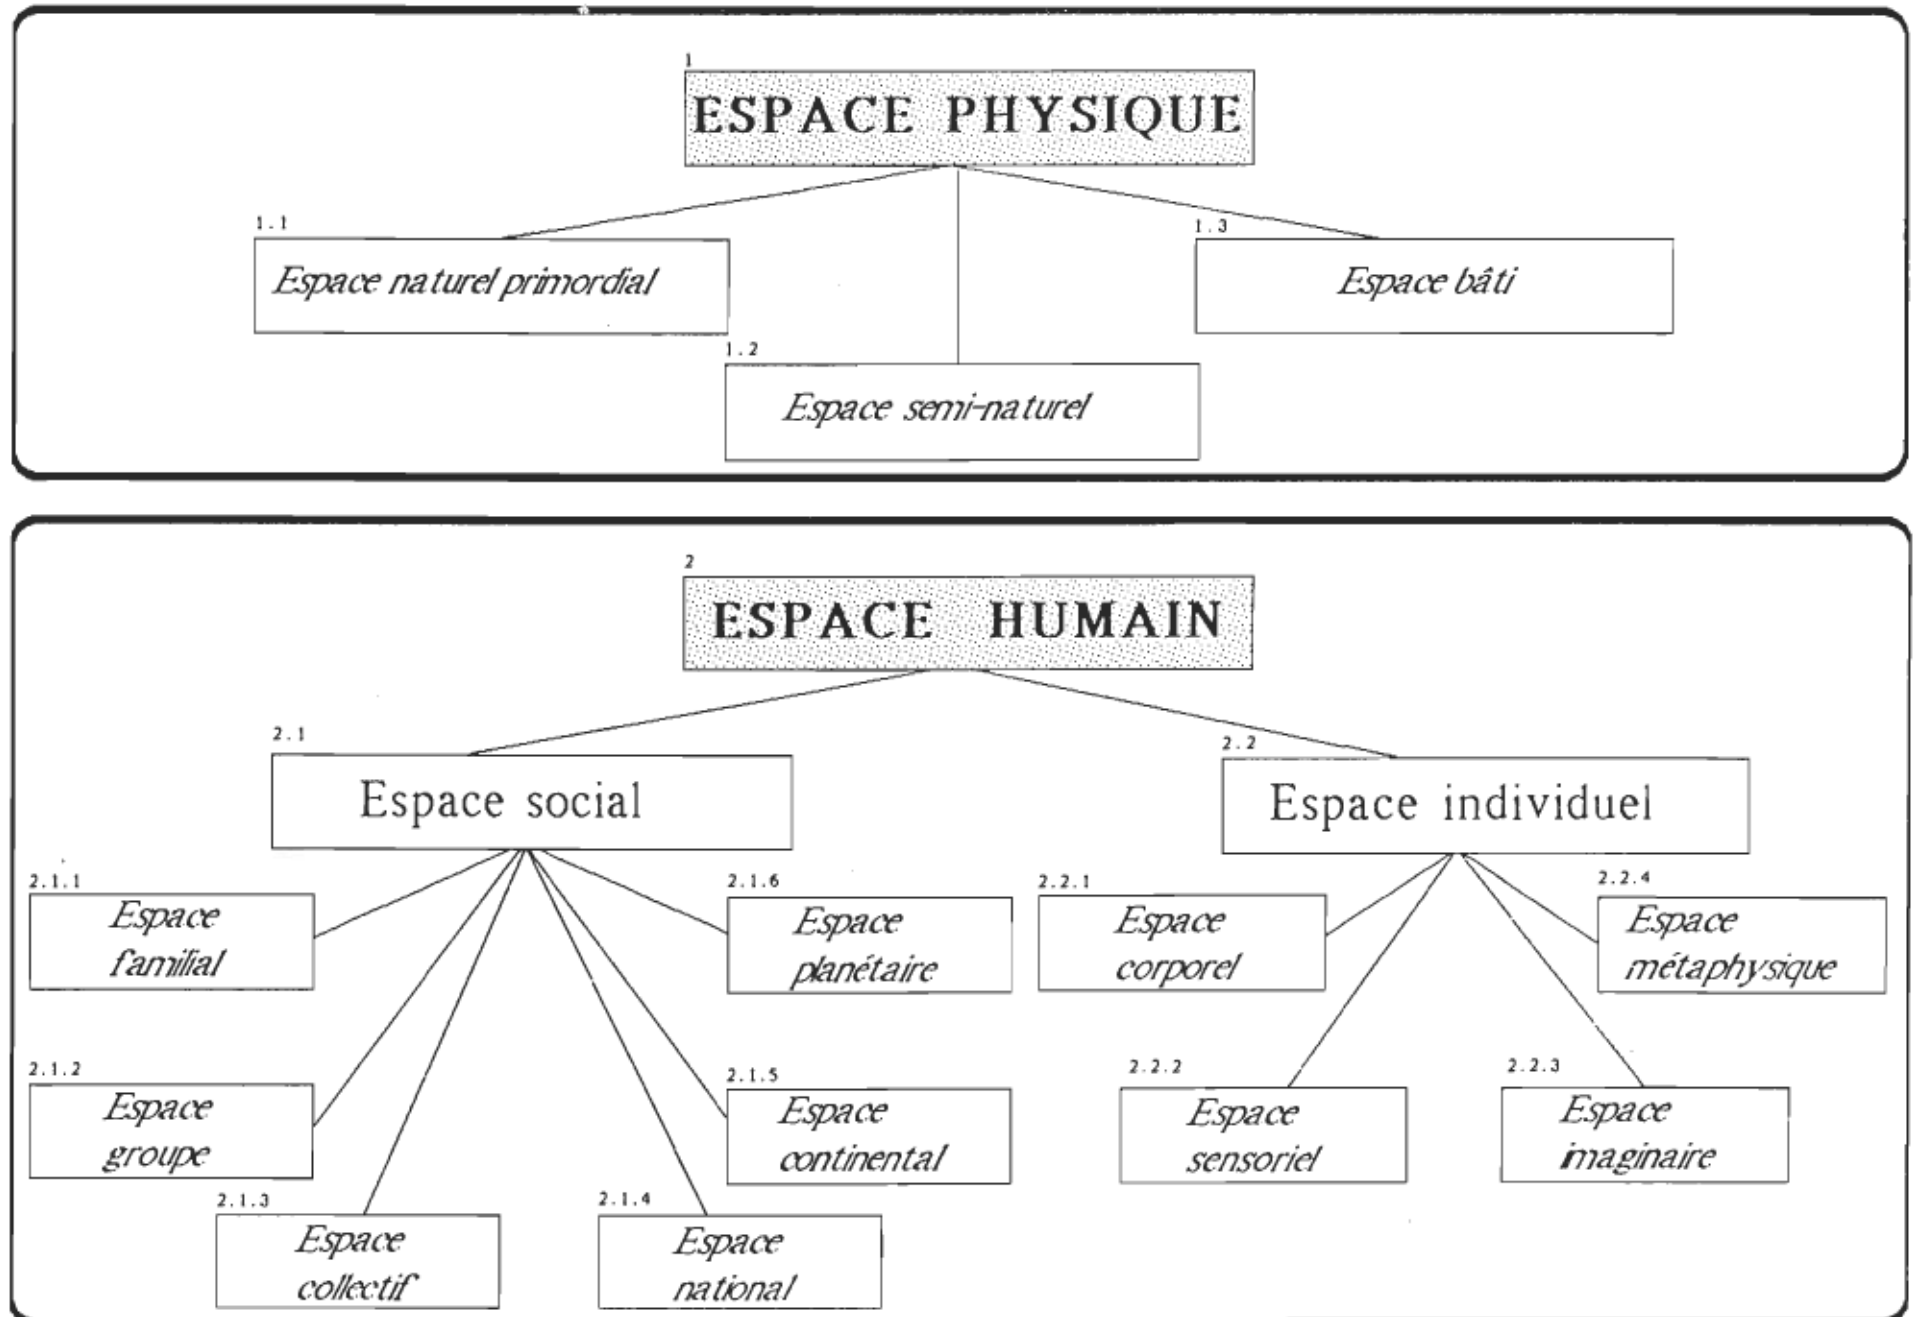 1
ESPACE PHYSIQUE
1.1
Espace naturel primordial
1.2
Espace semi-naturel
1.3
Espace bâti
2
ESPACE HUMAIN
2.1
Espace social
2.1.1
Espace
familial
2.1.2
Espace
groupe
2.1.3
Espace
collectif
2.1.4
Espace
national
2.1.5
Espace
continental
2.1.6
Espace
planétaire
2.2
Espace individuel
2.2.1
Espace
corporel
2.2.2
Espace
sensoriel
2.2.3
Espace
imaginaire
2.2.4
Espace
métaphysique